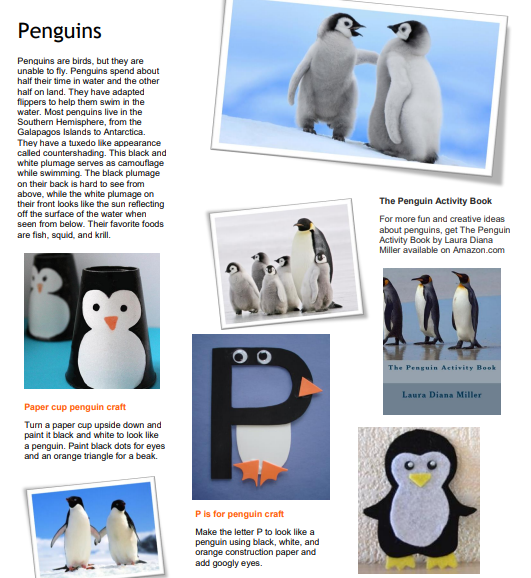 Penguins
Penguins are birds, but they are
unable to fly. Penguins spend about
half their time in water and the other
half on land. They have adapted
flippers to help them swim in the
water. Most penguins live in the
Southern Hemisphere, from the
Galapagos Islands to Antarctica.
They have a tuxedo like appearance
called countershading. This black and
white plumage serves as camouflage
while swimming. The black plumage
on their back is hard to see from
above, while the white plumage on
their front looks like the sun reflecting
off the surface of the water when
seen from below. Their favorite foods
are fish, squid, and krill.
Paper cup penguin craft
Turn a paper cup upside down and
paint it black and white to look like
a penguin. Paint black dots for eyes
and an orange triangle for a beak.
P
P is for penguin craft
Make the letter P to look like a
penguin using black, white, and
orange construction paper and
add googly eyes.
The Penguin Activity Book
For more fun and creative ideas
about penguins, get The Penguin
Activity Book by Laura Diana
Miller available on Amazon.com
The Penguin Activity Book
Laura Diana Miller